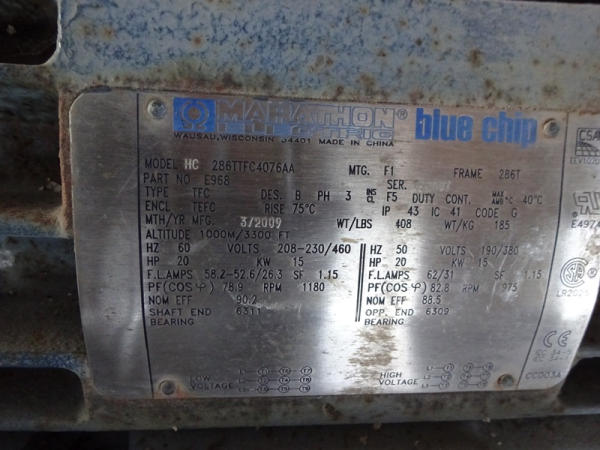 MARATHON® blue chip
ELECTRIC
WAUSAU, WISCONSIN 54401 MADE IN CHINA
MODEL HC 286TTFC4076AA MTG. F1 FRAME 286T
PART NO E968 SER.
TYPE TFC DES. B PH 3 INS CL F5 DUTY CONT. MAX AMB °C 40°C
ENCL TEFC RISE 75°C IP 43 IC 41 CODE G
MTH/YR MFG. 3/2009 WT/LBS 408 WT/KG 185
ALTITUDE 1000M/3300 FT
HZ 60 VOLTS 208-230/460 HZ 50 VOLTS 190/380
HP 20 KW 15 HP 20 KW 15
F.L.AMPS 58.2-52.6/26.3 SF 1.15 F.L.AMPS 62/31 SF 1.15
PF(COS φ) 78.9 RPM 1180 PF(COS φ) 82.8 RPM 975
NOM EFF 90.2 NOM EFF 88.5
SHAFT END 6311 OPP. END 6309
BEARING BEARING
LOW VOLTAGE HIGH VOLTAGE
CSA
CE
CC003A